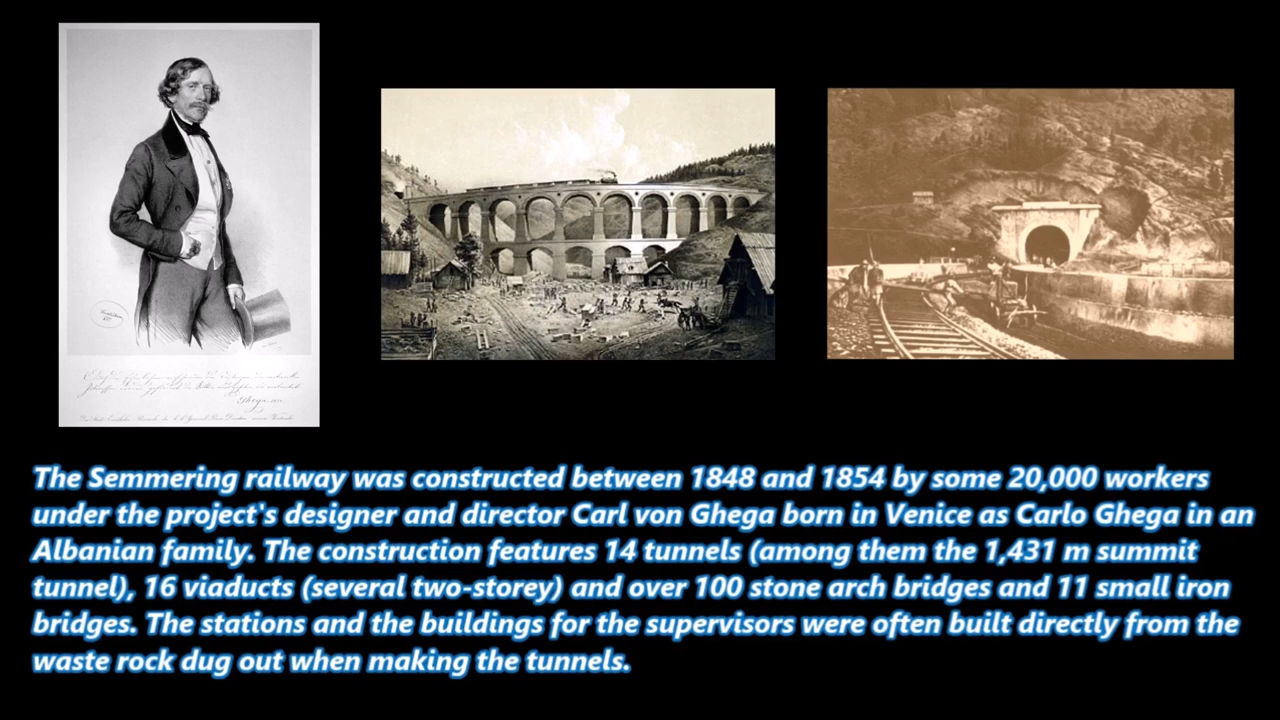 The Semmering railway was constructed between 1848 and 1854 by some 20,000 workers
under the project's designer and director Carl von Ghega born in Venice as Carlo Ghega in an
Albanian family. The construction features 14 tunnels (among them the 1,431 m summit
tunnel), 16 viaducts (several two-storey) and over 100 stone arch bridges and 11 small iron
bridges. The stations and the buildings for the supervisors were often built directly from the
waste rock dug out when making the tunnels.